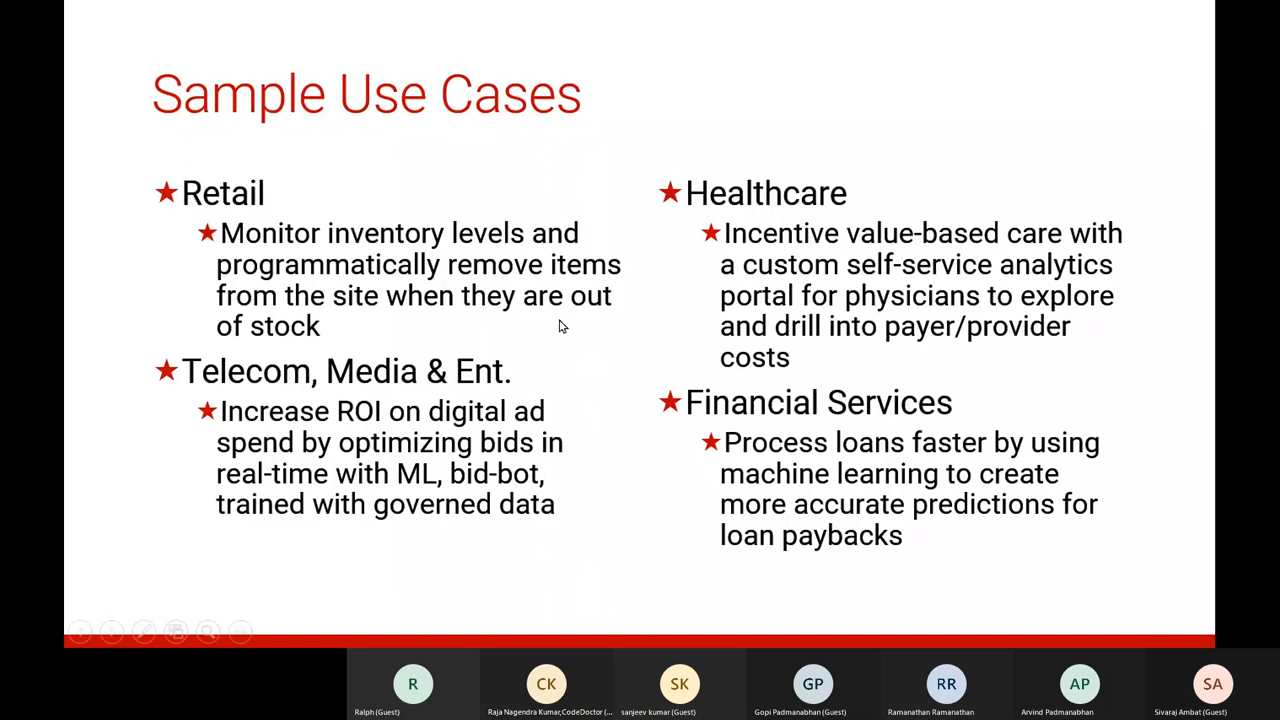 Sample Use Cases
Retail
Monitor inventory levels and
programmatically remove items
from the site when they are out
of stock
Telecom, Media & Ent.
Increase ROI on digital ad
spend by optimizing bids in
real-time with ML, bid-bot,
trained with governed data
Healthcare
Incentive value-based care with
a custom self-service analytics
portal for physicians to explore
and drill into payer/provider
costs
Financial Services
Process loans faster by using
machine learning to create
more accurate predictions for
loan paybacks
R
CK
SK
GP
RR
AP
SA
Ralph (Guest)
Raja Nagendra Kumar,CodeDoctor (...
sanjeev kumar (Guest)
Gopi Padmanabhan (Guest)
Ramanathan Ramanathan
Arvind Padmanabhan
Sivaraj Ambat (Guest)